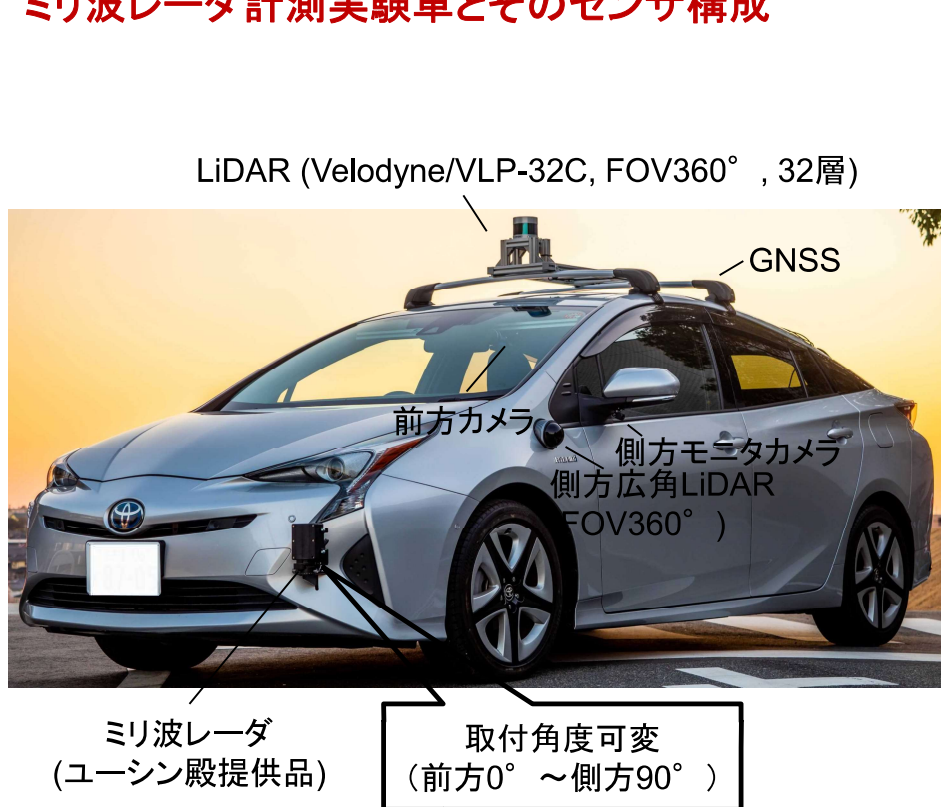 ミリ波レーダ計測実験車とそのセンサ構成
LiDAR (Velodyne/VLP-32C, FOV360°, 32層)
GNSS
前方カメラ
側方モニタカメラ
側方広角LiDAR
(FOV360°)
ミリ波レーダ
(ユーシン殿提供品)
取付角度可変
(前方0°～側方90°)